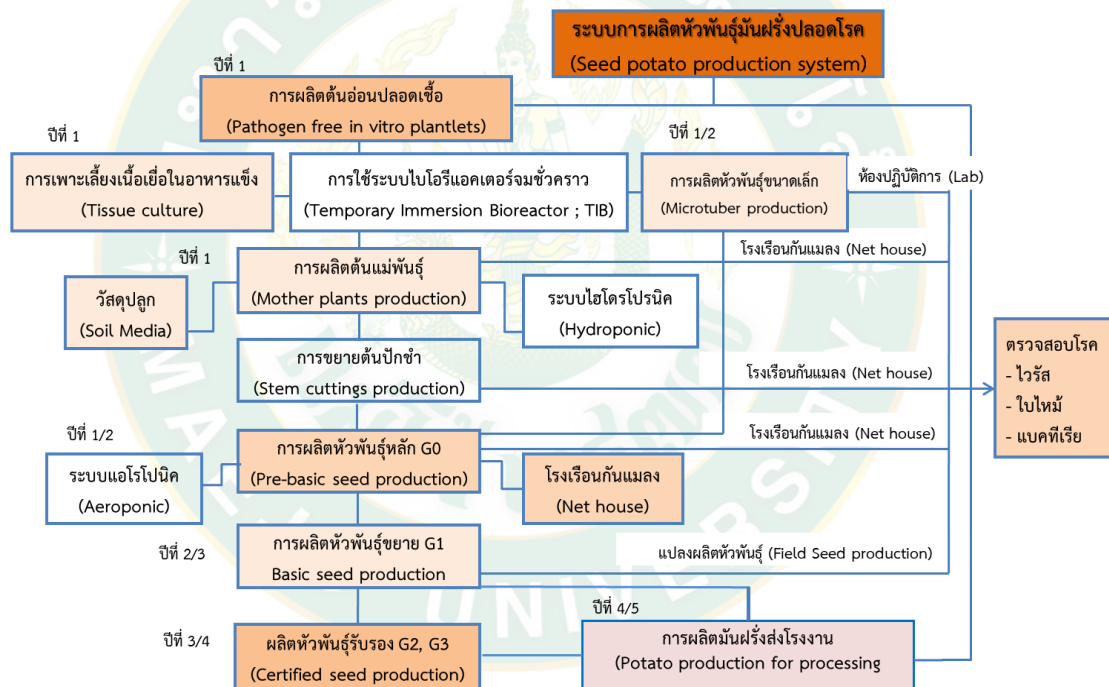 ระบบการผลิตหัวพันธุ์มันฝรั่งปลอดโรค
(Seed potato production system)
ปีที่ 1
การผลิตต้นอ่อนปลอดเชื้อ
(Pathogen free in vitro plantlets)
ปีที่ 1
ปีที่ 1/2
การเพาะเลี้ยงเนื้อเยื่อในอาหารแข็ง
(Tissue culture)
การใช้ระบบไบโอรีแอคเตอร์จมชั่วคราว
(Temporary Immersion Bioreactor ; TIB)
การผลิตหัวพันธุ์ขนาดเล็ก
(Microtuber production)
ห้องปฏิบัติการ (Lab)
ปีที่ 1
การผลิตต้นแม่พันธุ์
(Mother plants production)
โรงเรือนกันแมลง (Net house)
วัสดุปลูก
(Soil Media)
ระบบไฮโดรโปรนิค
(Hydroponic)
การขยายต้นปักชำ
(Stem cuttings production)
โรงเรือนกันแมลง (Net house)
ตรวจสอบโรค
- ไวรัส
- ใบไหม้
- แบคทีเรีย
ปีที่ 1/2
การผลิตหัวพันธุ์หลัก G0
(Pre-basic seed production)
โรงเรือนกันแมลง (Net house)
ระบบแอโรโปนิค
(Aeroponic)
โรงเรือนกันแมลง
(Net house)
ปีที่ 2/3
การผลิตหัวพันธุ์ขยาย G1
Basic seed production
แปลงผลิตหัวพันธุ์ (Field Seed production)
ปีที่ 3/4
ผลิตหัวพันธุ์รับรอง G2, G3
(Certified seed production)
ปีที่ 4/5
การผลิตมันฝรั่งส่งโรงงาน
(Potato production for processing
UNIVERSITY